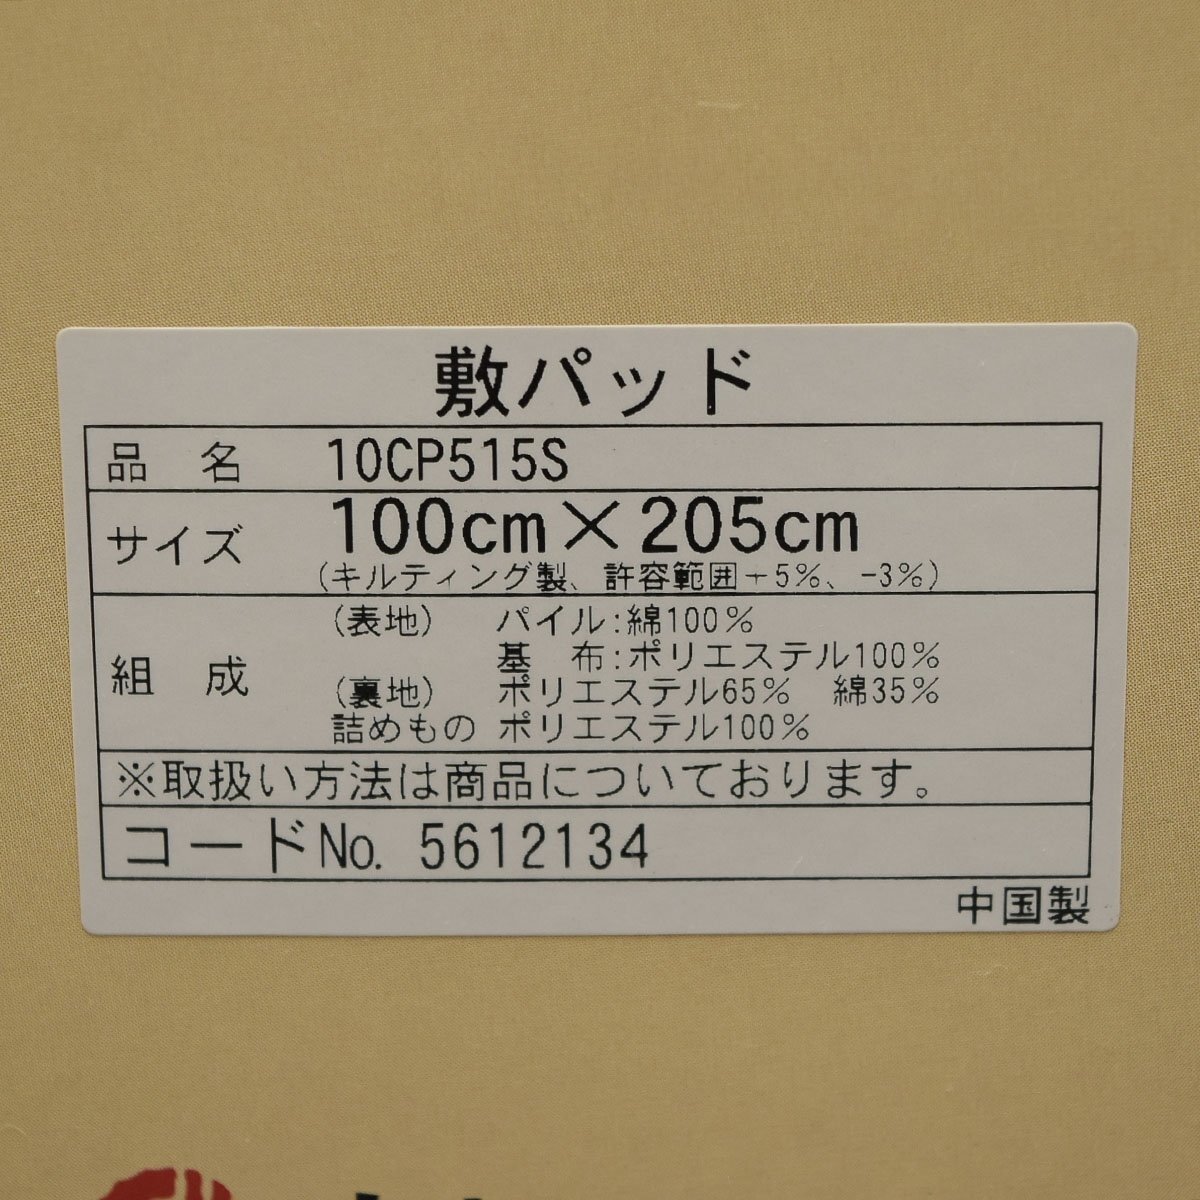 敷パッド
品 名 10CP515S
サイズ 100cm×205cm
(キルティング製、許容範囲+5%、-3%)
組 成 (表地) パイル:綿100%
基 布:ポリエステル100%
(裏地) ポリエステル65% 綿35%
詰めもの ポリエステル100%
※取扱い方法は商品についております。
コードNo. 5612134
中国製